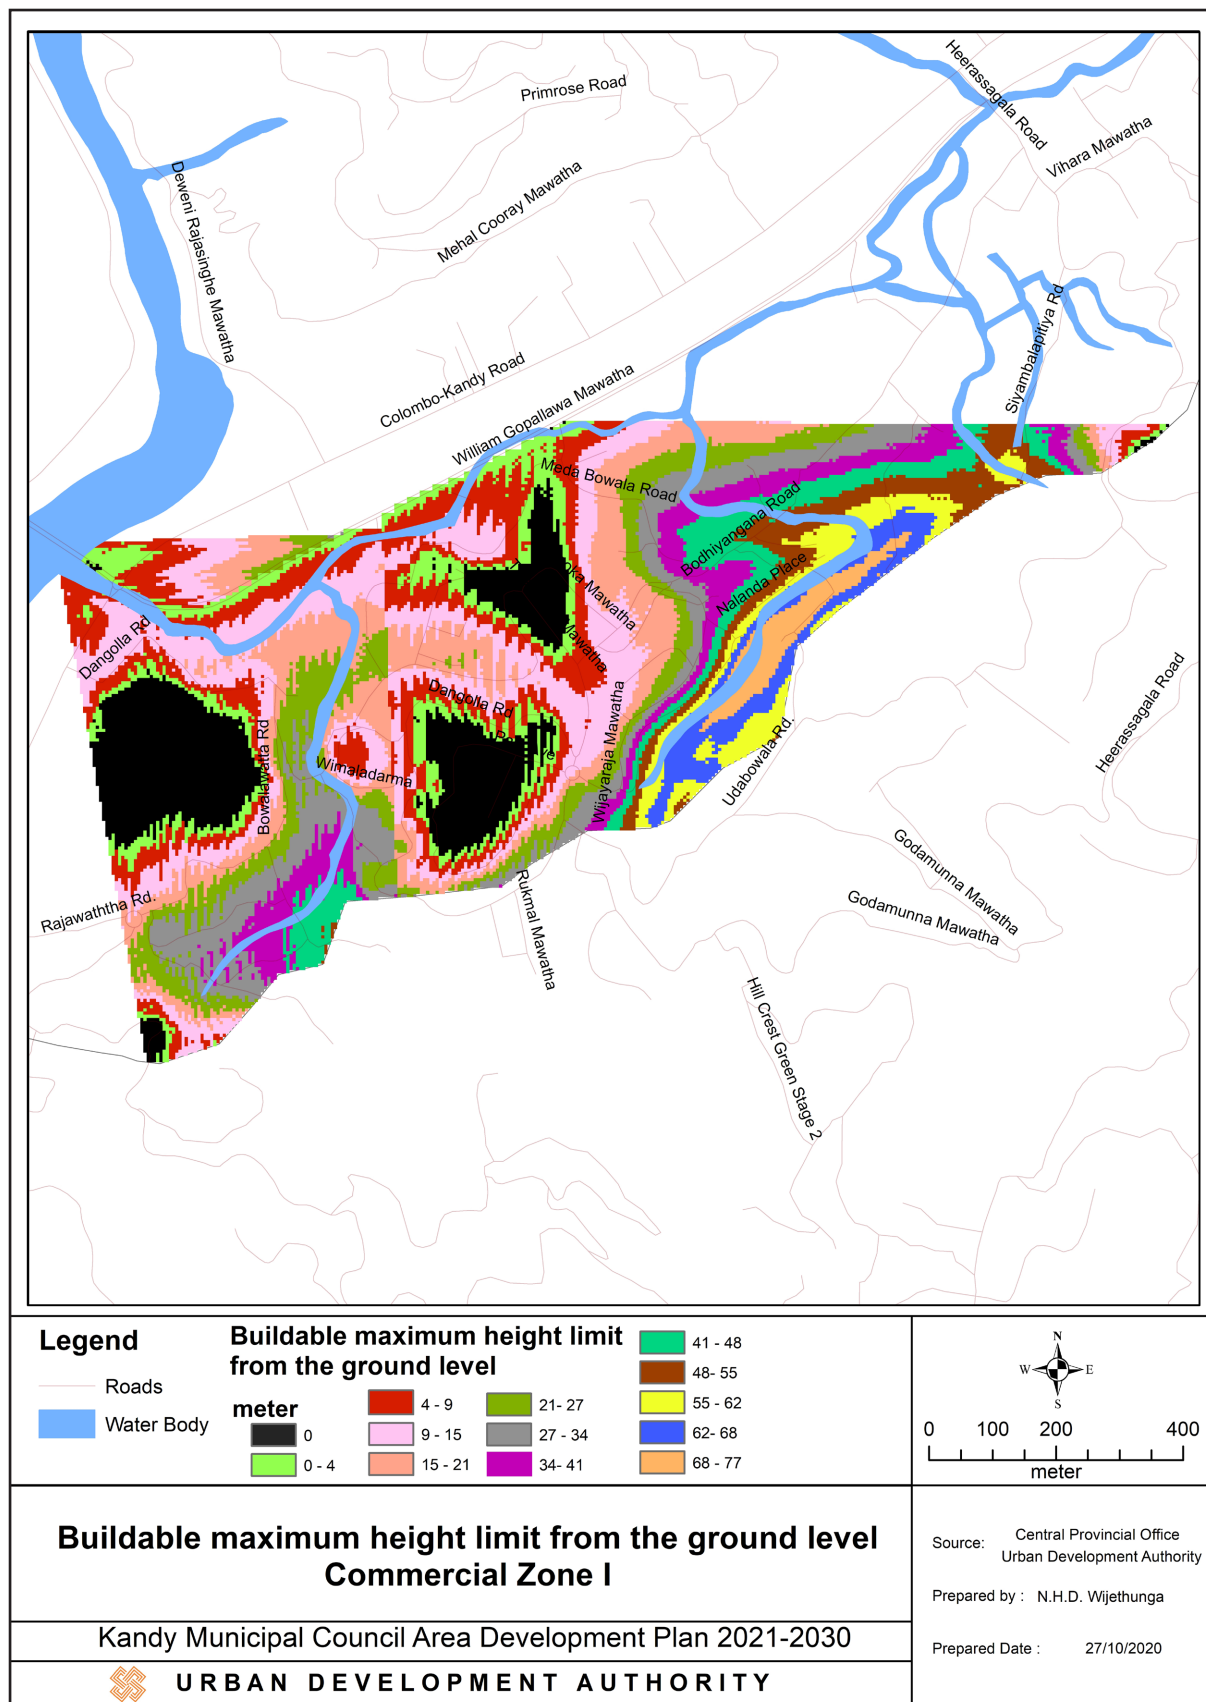 Primrose Road
Heerassagala Road
Vihara Mawatha
Deweni Rajasinghe Mawatha
Mehal Cooray Mawatha
Siyambalapitiya Rd
Colombo-Kandy Road
William Gopallawa Mawatha
Meda Bowala Road
Bodhiyangana Road
Nalanda Place
oka Mawatha
Mawatha
Dangolla Rd
Dangolla Rd
Bowalawatta Rd
Wimaladarma
Wijayaraja Mawatha
Udabowala Rd.
Heerassagala Road
Rajawaththa Rd.
Rukmal Mawatha
Godamunna Mawatha
Godamunna Mawatha
Hill Crest Green Stage 2
Legend
Roads
Water Body
Buildable maximum height limit
from the ground level
meter
0
0 - 4
4 - 9
9 - 15
15 - 21
21- 27
27 - 34
34- 41
41 - 48
48- 55
55 - 62
62- 68
68 - 77
N
W E
S
0 100 200 400
meter
Buildable maximum height limit from the ground level
Commercial Zone I
Kandy Municipal Council Area Development Plan 2021-2030
URBAN DEVELOPMENT AUTHORITY
Source: Central Provincial Office
Urban Development Authority
Prepared by : N.H.D. Wijethunga
Prepared Date : 27/10/2020